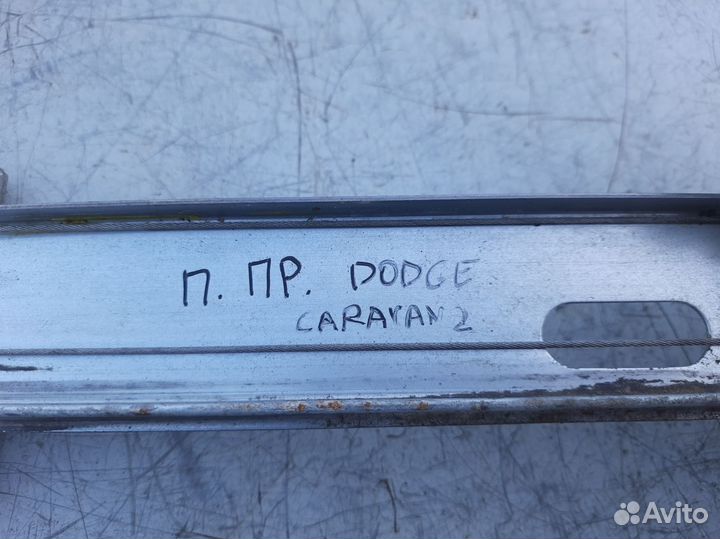 П. ПР. DODGE
CARAVAN 2
Avito